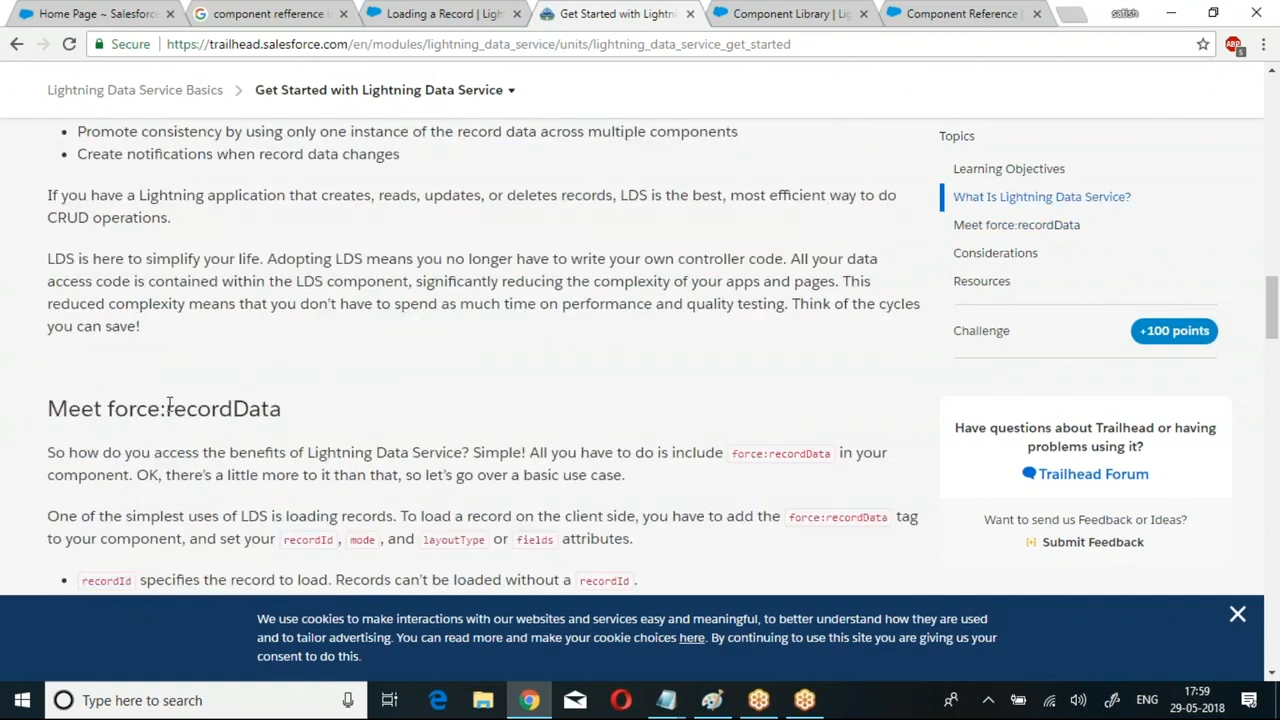 Home Page ~ Salesforc
component refference i
Loading a Record | Ligh
Get Started with Lightni
Component Library | Li
Component Reference |
satish
Secure
https://trailhead.salesforce.com/en/modules/lightning_data_service/units/lightning_data_service_get_started
ABP
5
Lightning Data Service Basics
Get Started with Lightning Data Service
• Promote consistency by using only one instance of the record data across multiple components
• Create notifications when record data changes
If you have a Lightning application that creates, reads, updates, or deletes records, LDS is the best, most efficient way to do
CRUD operations.
LDS is here to simplify your life. Adopting LDS means you no longer have to write your own controller code. All your data
access code is contained within the LDS component, significantly reducing the complexity of your apps and pages. This
reduced complexity means that you don’t have to spend as much time on performance and quality testing. Think of the cycles
you can save!
Meet force:recordData
So how do you access the benefits of Lightning Data Service? Simple! All you have to do is include force:recordData in your
component. OK, there’s a little more to it than that, so let’s go over a basic use case.
One of the simplest uses of LDS is loading records. To load a record on the client side, you have to add the force:recordData tag
to your component, and set your recordId, mode, and layoutType or fields attributes.
• recordId specifies the record to load. Records can’t be loaded without a recordId.
Topics
Learning Objectives
What Is Lightning Data Service?
Meet force:recordData
Considerations
Resources
Challenge
+100 points
Have questions about Trailhead or having
problems using it?
Trailhead Forum
Want to send us Feedback or Ideas?
Submit Feedback
We use cookies to make interactions with our websites and services easy and meaningful, to better understand how they are used
and to tailor advertising. You can read more and make your cookie choices here. By continuing to use this site you are giving us your
consent to do this.
Type here to search
ENG
17:59
29-05-2018